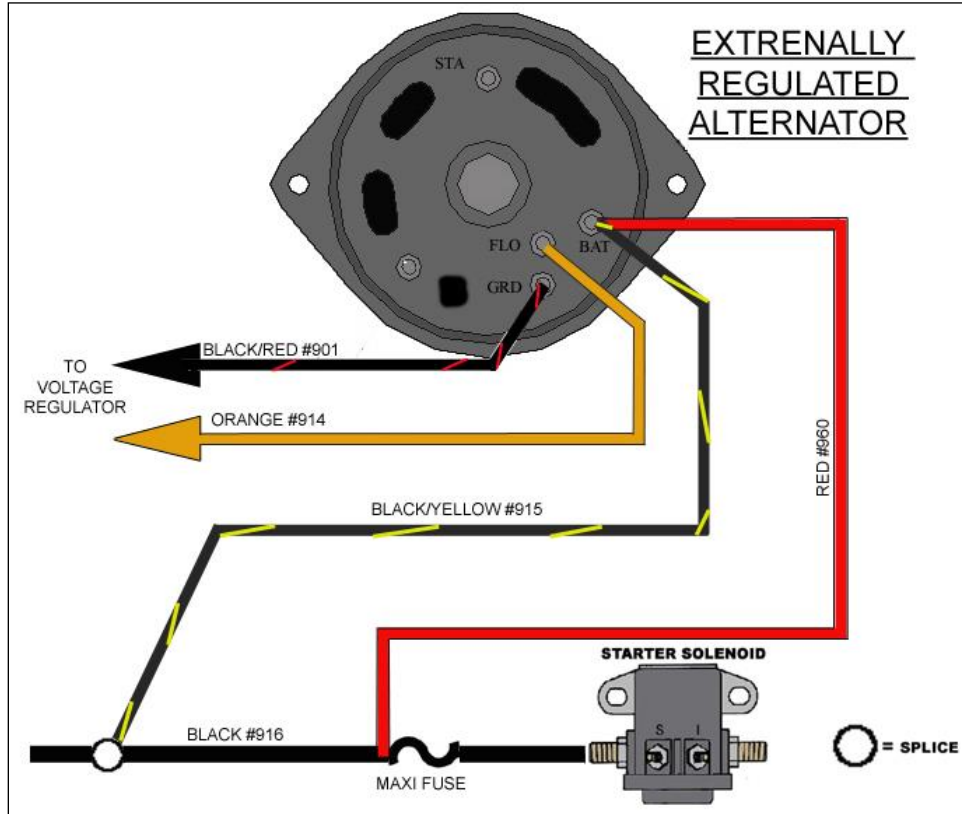 EXTRENALLY
REGULATED
ALTERNATOR
STA
FLO
BAT
GRD
BLACK/RED #901
TO
VOLTAGE
REGULATOR
ORANGE #914
RED #960
BLACK/YELLOW #915
STARTER SOLENOID
S I
BLACK #916
MAXI FUSE
= SPLICE